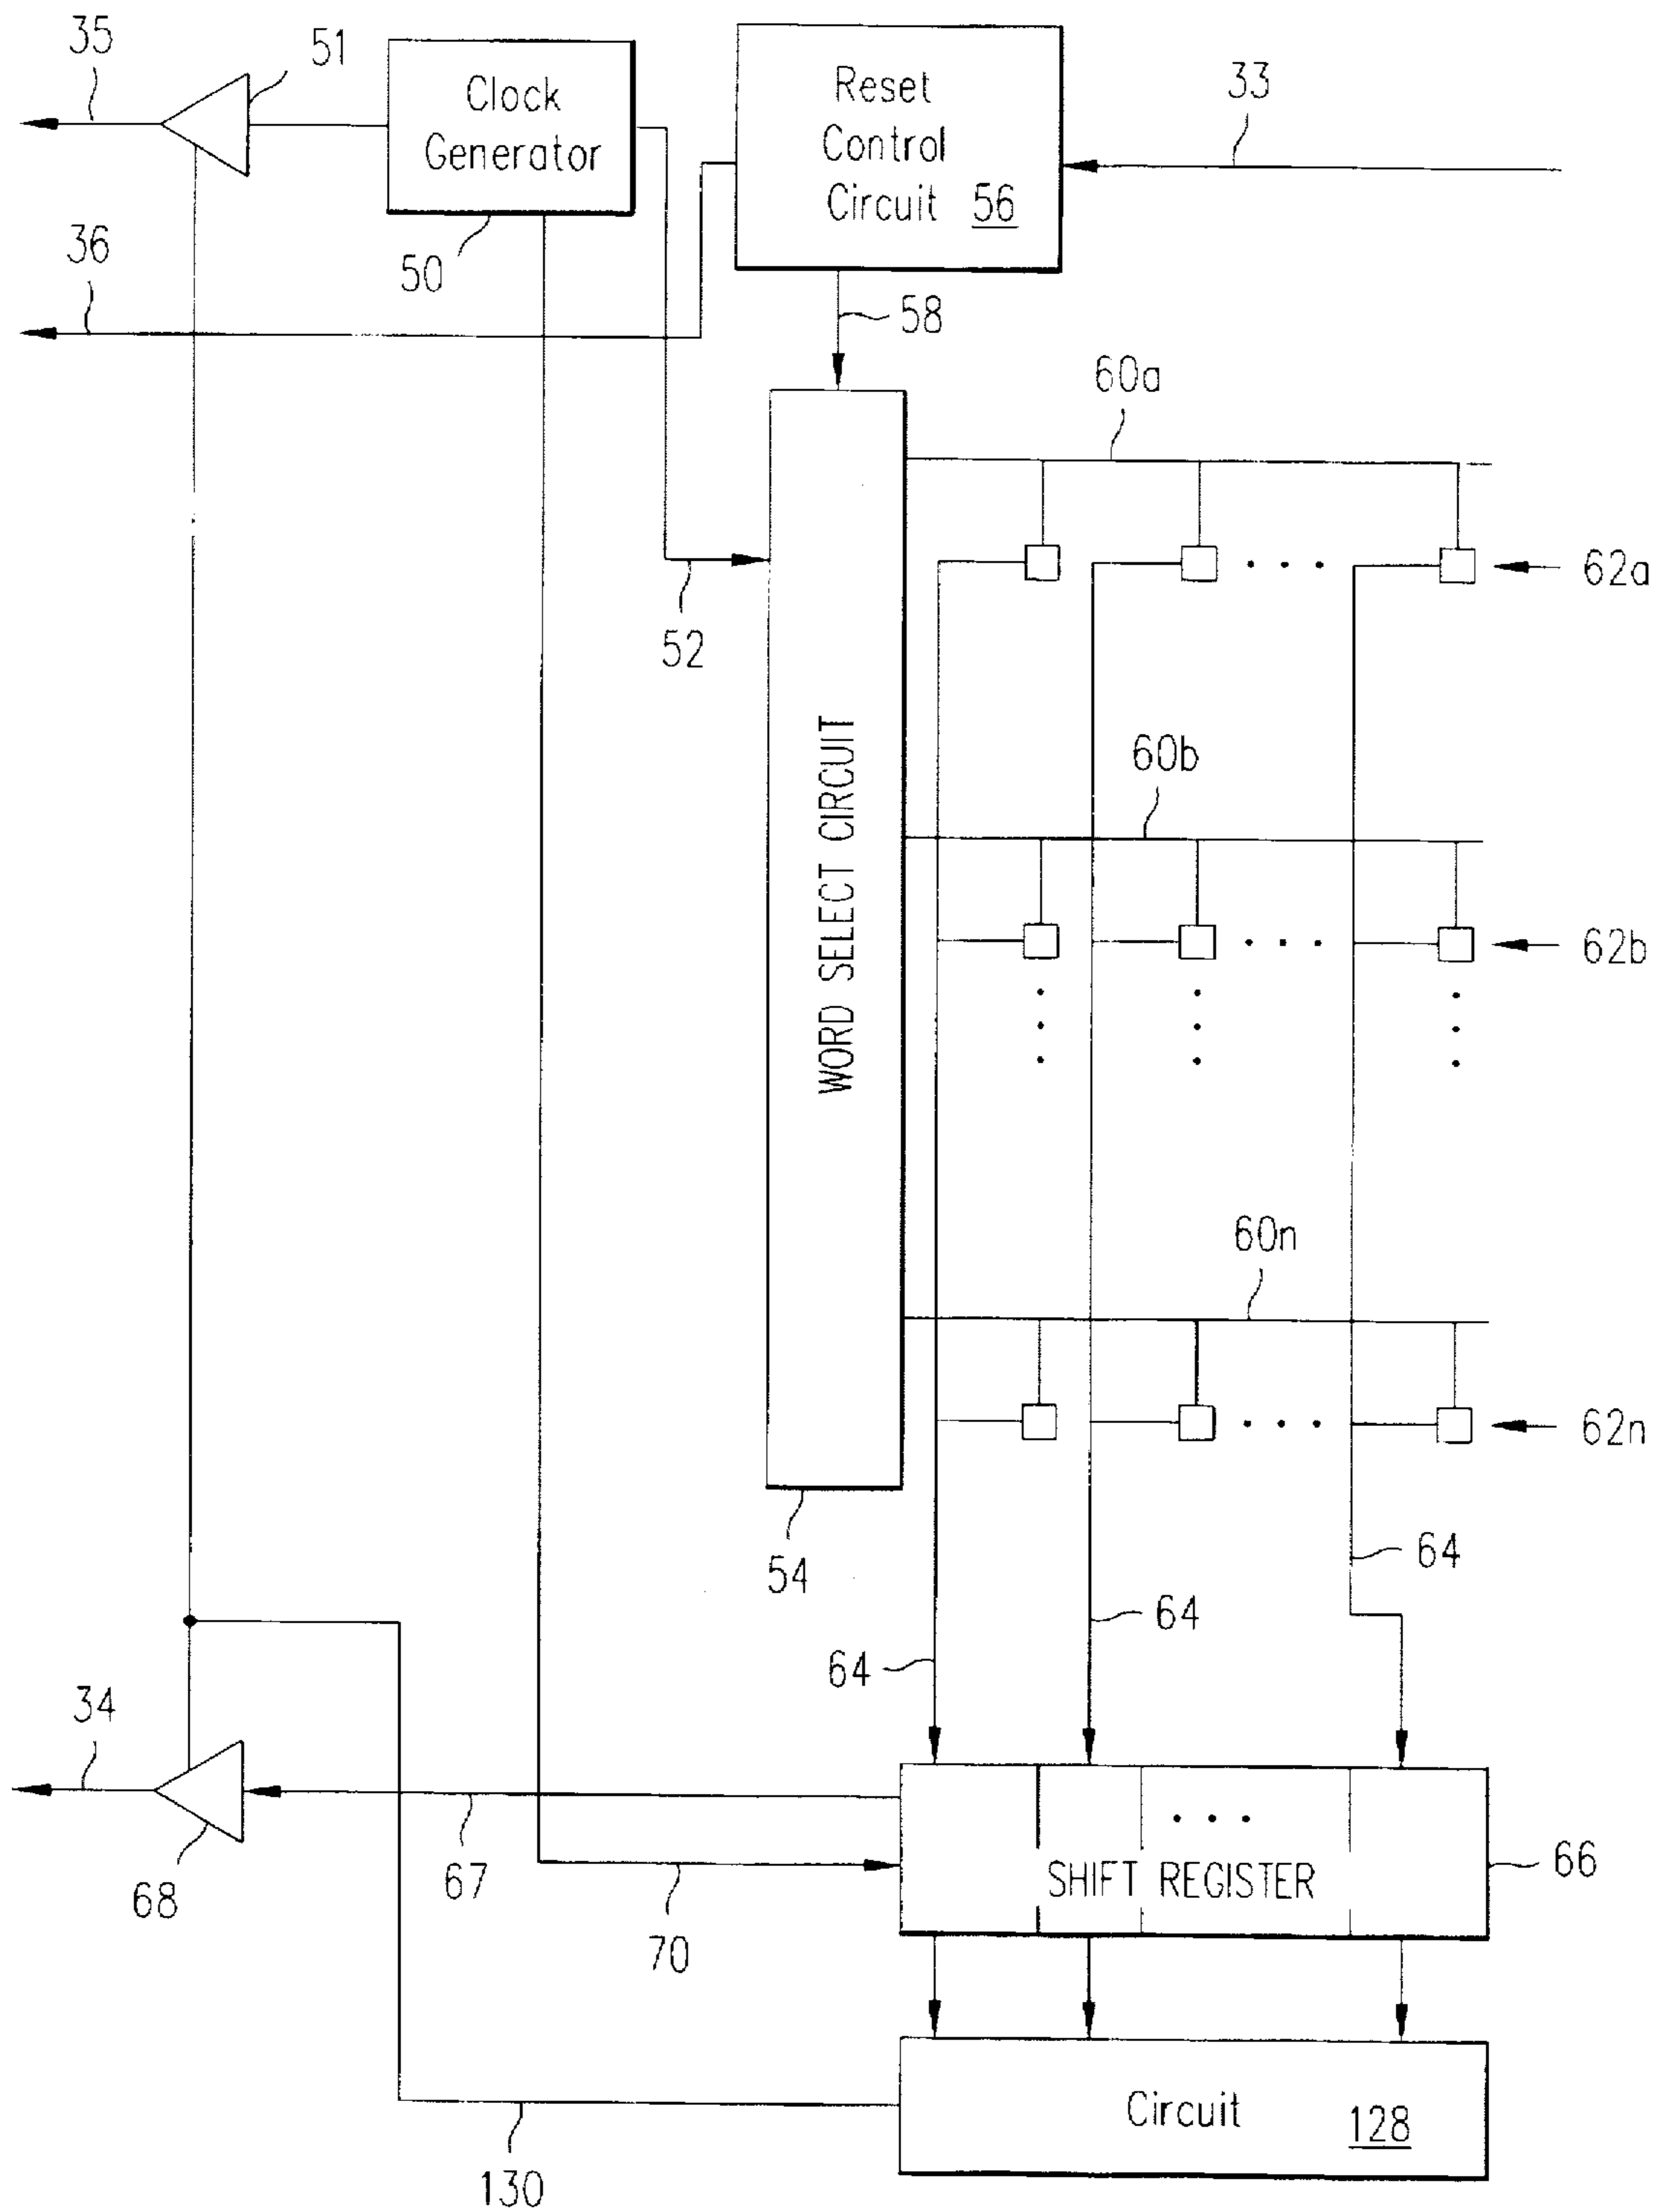 35
51
Clock
Generator
Reset
Control
Circuit 56
33
36
50
58
60a
52
62a
WORD SELECT CIRCUIT
60b
62b
60n
62n
54
64
64
64
34
68
67
70
SHIFT REGISTER
66
Circuit 128
130